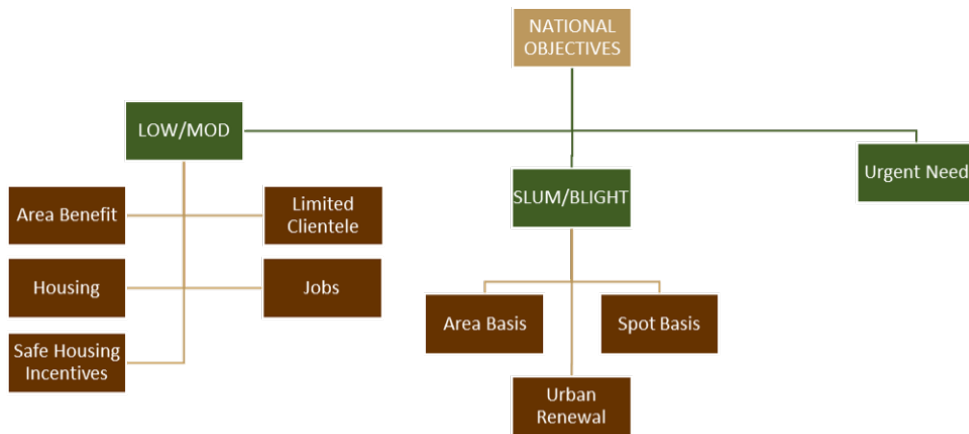 NATIONAL
OBJECTIVES
LOW/MOD
Area Benefit
Limited
Clientele
Housing
Jobs
Safe Housing
Incentives
SLUM/BLIGHT
Area Basis
Spot Basis
Urban
Renewal
Urgent Need